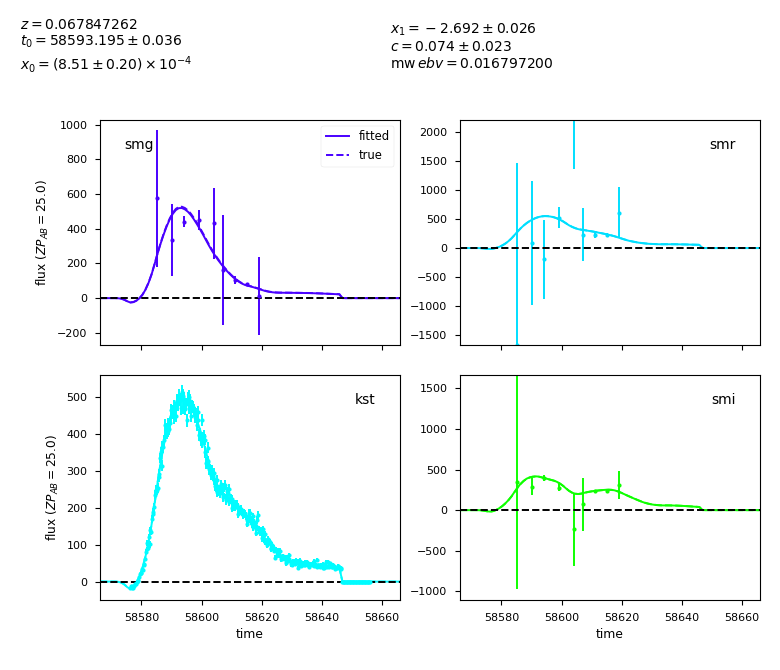 z = 0.067847262
t₀ = 58593.195 ± 0.036
x₀ = (8.51 ± 0.20) × 10⁻⁴
x₁ = −2.692 ± 0.026
c = 0.074 ± 0.023
mw ebv = 0.016797200
smg
fitted
true
1000
800
600
400
200
0
−200
flux (ZP_AB = 25.0)
smr
2000
1500
1000
500
0
−500
−1000
−1500
kst
500
400
300
200
100
0
flux (ZP_AB = 25.0)
58580 58600 58620 58640 58660
time
smi
1500
1000
500
0
−500
−1000
58580 58600 58620 58640 58660
time